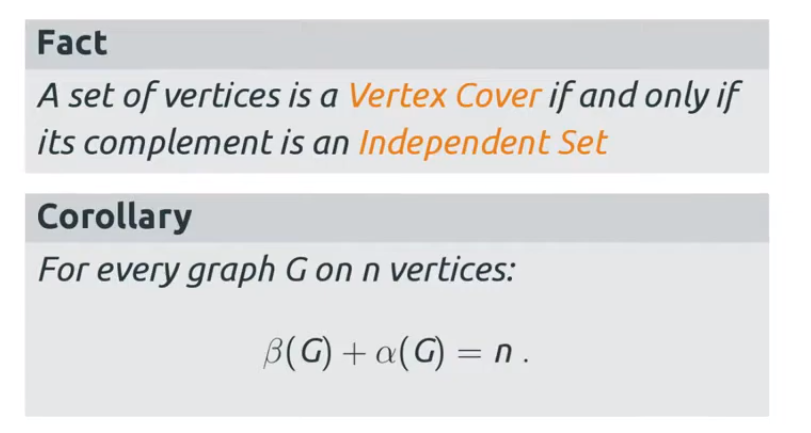 Fact
A set of vertices is a Vertex Cover if and only if
its complement is an Independent Set
Corollary
For every graph G on n vertices:
β(G) + α(G) = n .